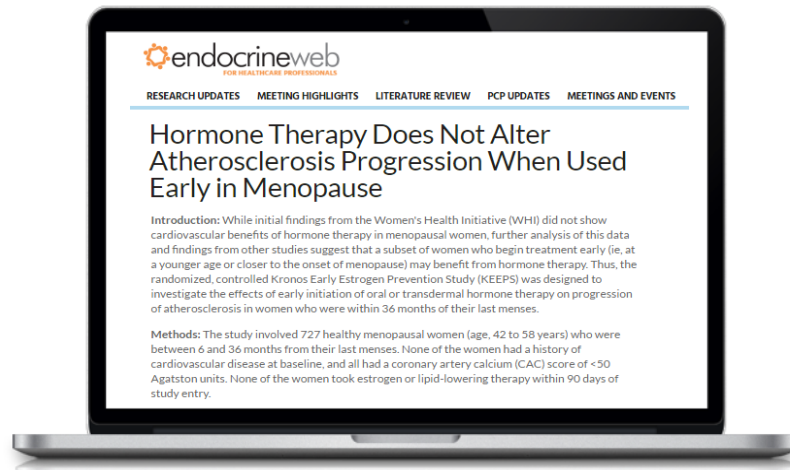 endocrineweb
FOR HEALTHCARE PROFESSIONALS
RESEARCH UPDATES MEETING HIGHLIGHTS LITERATURE REVIEW PCP UPDATES MEETINGS AND EVENTS
Hormone Therapy Does Not Alter
Atherosclerosis Progression When Used
Early in Menopause
Introduction: While initial findings from the Women's Health Initiative (WHI) did not show
cardiovascular benefits of hormone therapy in menopausal women, further analysis of this data
and findings from other studies suggest that a subset of women who begin treatment early (ie, at
a younger age or closer to the onset of menopause) may benefit from hormone therapy. Thus, the
randomized, controlled Kronos Early Estrogen Prevention Study (KEEPS) was designed to
investigate the effects of early initiation of oral or transdermal hormone therapy on progression
of atherosclerosis in women who were within 36 months of their last menses.
Methods: The study involved 727 healthy menopausal women (age, 42 to 58 years) who were
between 6 and 36 months from their last menses. None of the women had a history of
cardiovascular disease at baseline, and all had a coronary artery calcium (CAC) score of <50
Agatston units. None of the women took estrogen or lipid-lowering therapy within 90 days of
study entry.